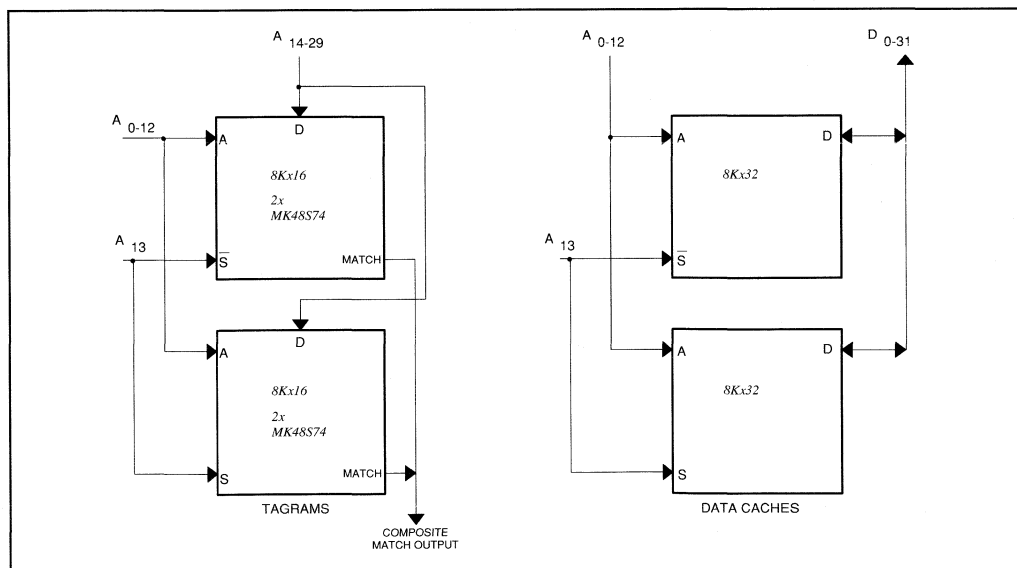 A 14-29
A 0-12
D
A
8Kx16
2x
MK48S74
A 13
S̅
MATCH
D
A
8Kx16
2x
MK48S74
S
MATCH
TAGRAMS
COMPOSITE
MATCH OUTPUT
A 0-12
D 0-31
A
D
8Kx32
A 13
S̅
A
D
8Kx32
S
DATA CACHES